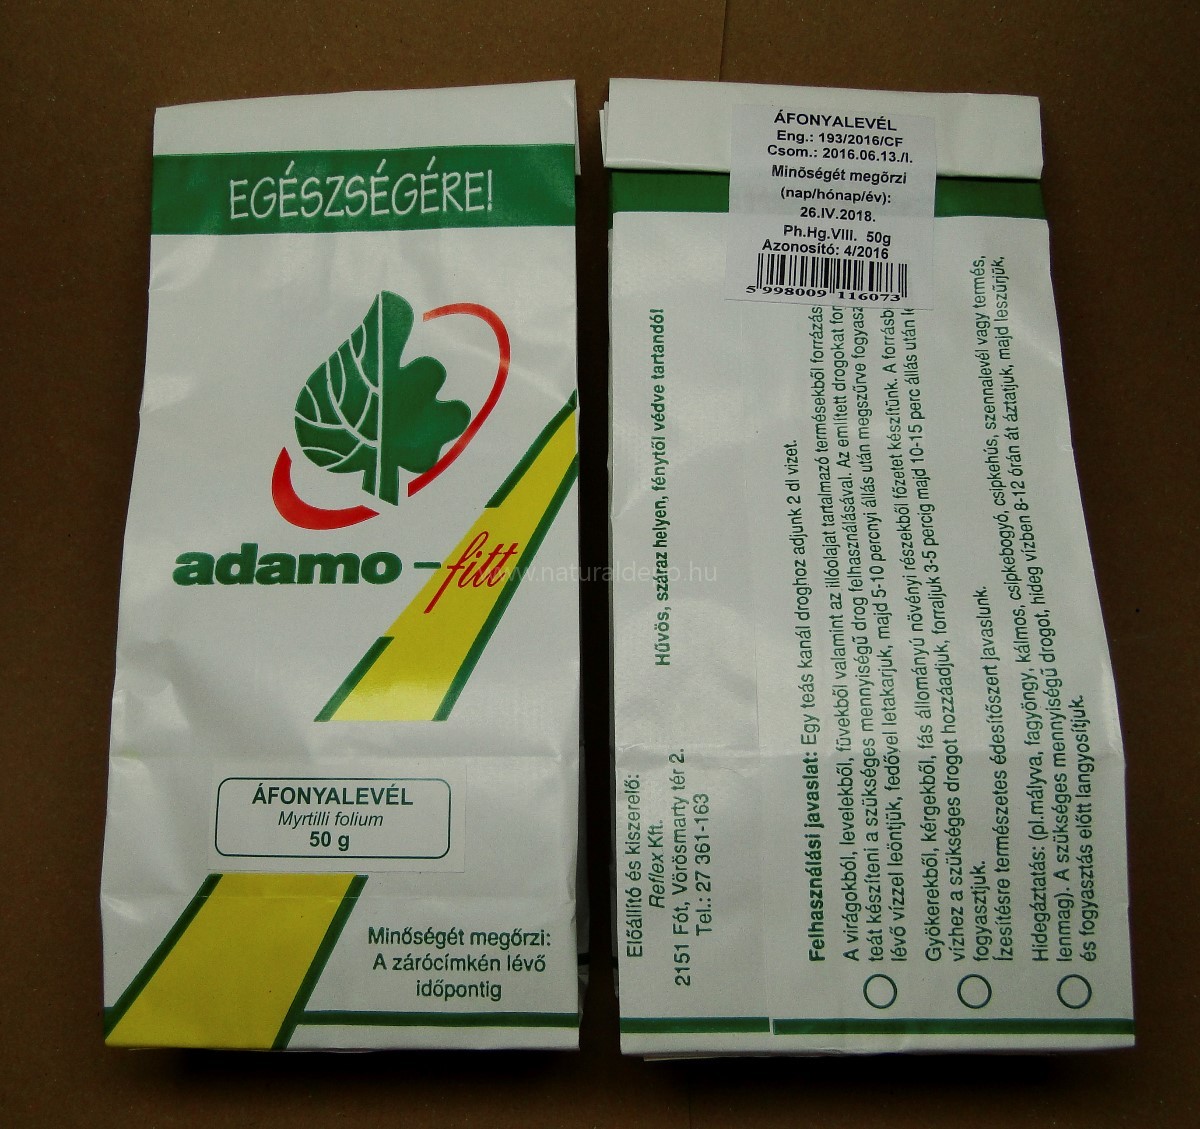 EGÉSZSÉGÉRE!
adamo – fitt
www.naturaldepo.hu
ÁFONYALEVÉL
Myrtilli folium
50 g
Minőségét megőrzi:
A zárócímkén lévő
időpontig
ÁFONYALEVÉL
Eng.: 193/2016/CF
Csom.: 2016.06.13./I.
Minőségét megőrzi
(nap/hónap/év):
26.IV.2018.
Ph.Hg.VIII. 50g
Azonosító: 4/2016
5 998009 116073
Előállító és kiszerelő:
Reflex Kft.
2151 Fót, Vörösmarty tér 2.
Tel.: 27 361-163
Hűvös, száraz helyen, fénytől védve tartandó!
Felhasználási javaslat: Egy teás kanál droghoz adjunk 2 dl vizet.
A virágokból, levelekből, füvekből valamint az illóolajat tartalmazó termésekből forrázás
teát készíteni a szükséges mennyiségű drog felhasználásával. Az említett drogokat for
lévő vízzel leöntjük, fedővel letakarjuk, majd 5-10 percnyi állás után megszűrve fogyasz
Gyökerekből, kérgekből, fás állományú növényi részekből főzetet készítünk. A forrásb
vízhez a szükséges drogot hozzáadjuk, forraljuk 3-5 percig majd 10-15 perc állás után
fogyasztjuk.
Ízesítésre természetes édesítőszert javaslunk.
Hidegáztatás: (pl.mályva, fagyöngy, kálmos, csipkebogyó, csipkehús, szennalevél vagy termés,
lenmag). A szükséges mennyiségű drogot, hideg vízben 8-12 órán át áztatjuk, majd leszűrjük,
és fogyasztás előtt langyosítjuk.